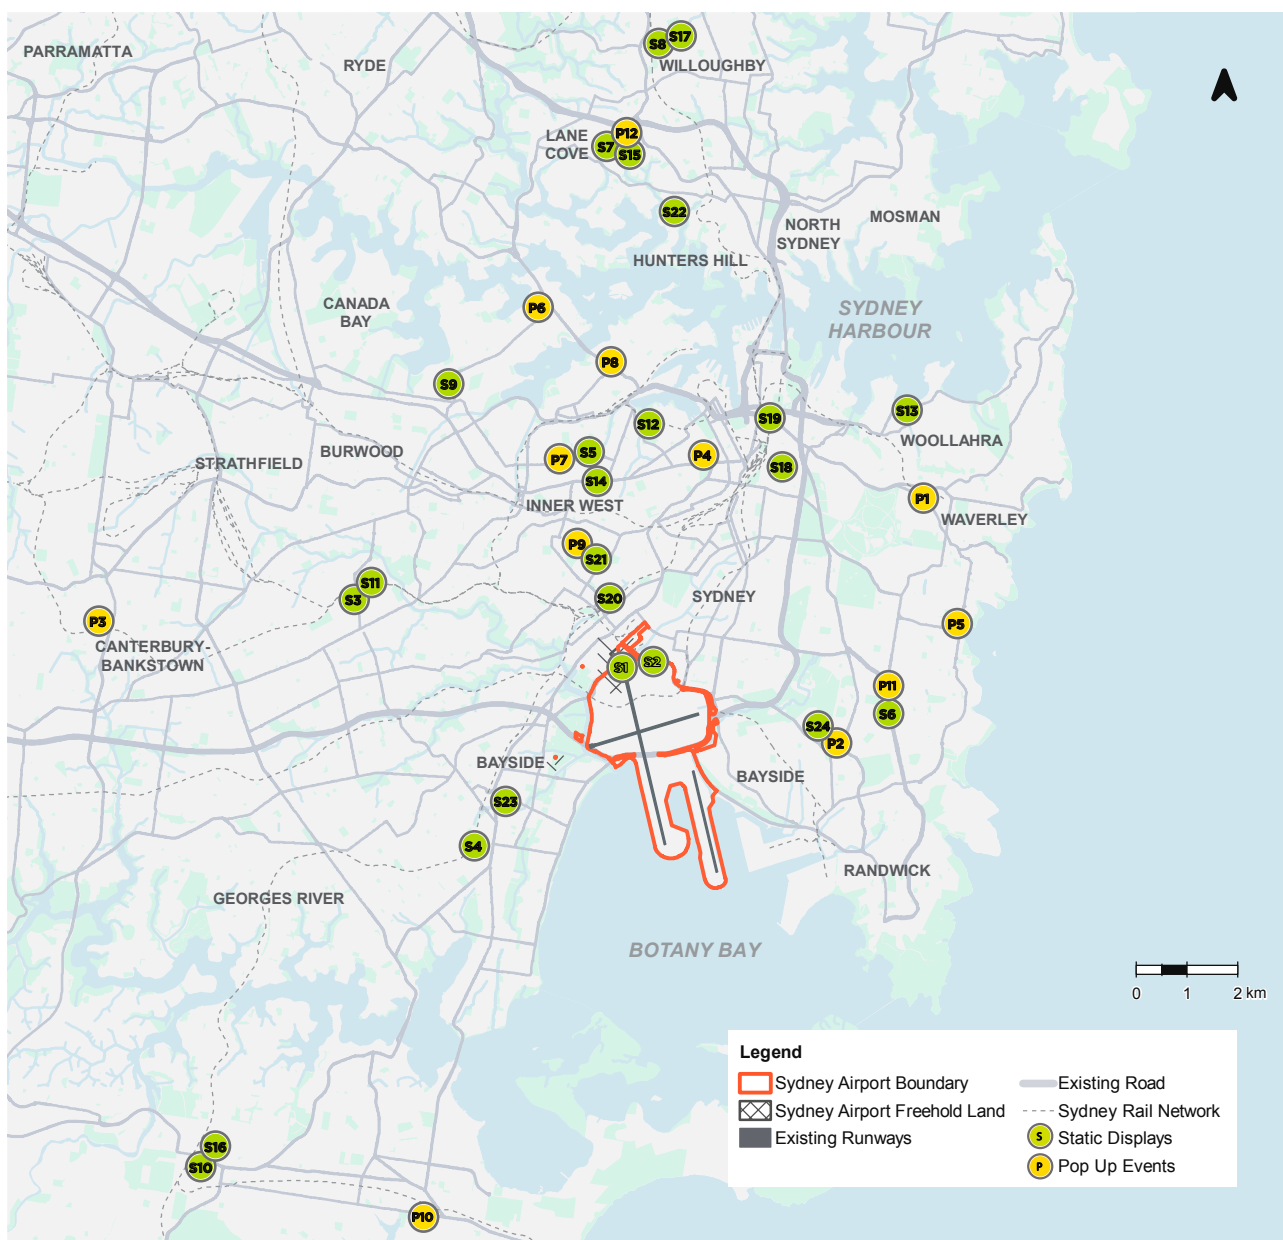 S17
S8
PARRAMATTA
RYDE
WILLOUGHBY
P12
LANE
COVE
S7
S15
S22
MOSMAN
NORTH
SYDNEY
HUNTERS HILL
CANADA
BAY
P6
SYDNEY
HARBOUR
P8
S9
S13
S19
S12
WOOLLAHRA
BURWOOD
S5
P7
P4
STRATHFIELD
S18
S14
P1
INNER WEST
WAVERLEY
P9
S21
S11
S3
S20
SYDNEY
P3
P5
CANTERBURY-
BANKSTOWN
S1
S2
P11
S6
S24
P2
BAYSIDE
BAYSIDE
S23
S4
RANDWICK
GEORGES RIVER
BOTANY BAY
0 1 2 km
Legend
Sydney Airport Boundary
Sydney Airport Freehold Land
Existing Runways
Existing Road
Sydney Rail Network
S Static Displays
P Pop Up Events
S16
S10
P10